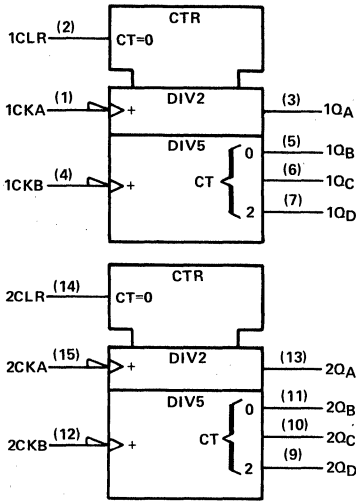 CTR
1CLR (2) CT=0
1CKA (1) + DIV2 (3) 1QA
DIV5 0 (5) 1QB
1CKB (4) + CT (6) 1QC
2 (7) 1QD
CTR
2CLR (14) CT=0
2CKA (15) + DIV2 (13) 2QA
DIV5 0 (11) 2QB
2CKB (12) + CT (10) 2QC
2 (9) 2QD